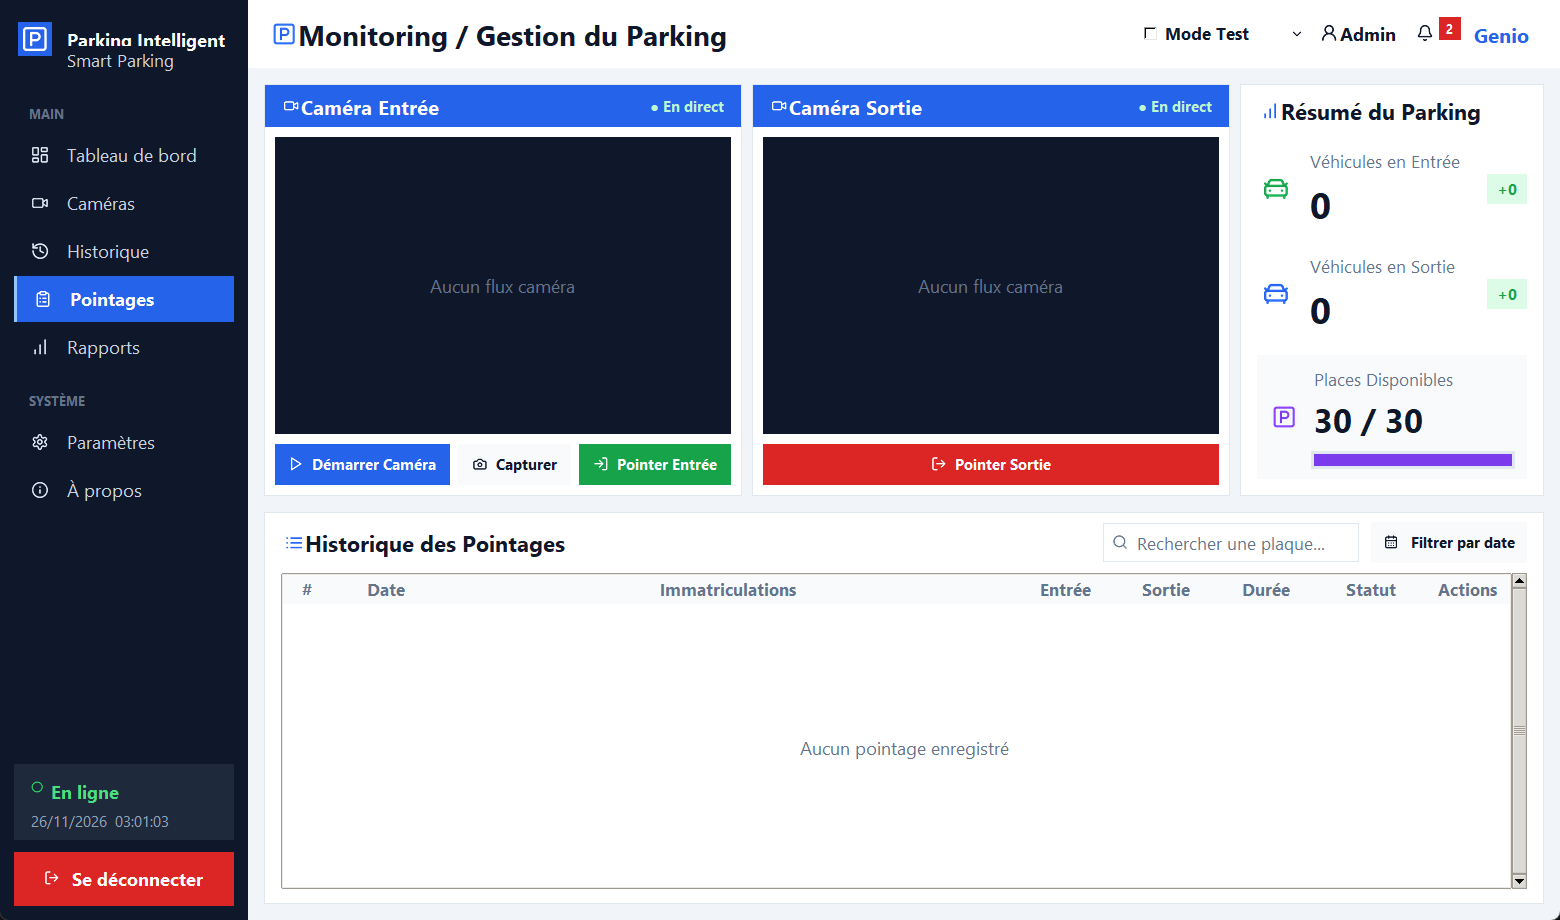 Parking Intelligent
Smart Parking
MAIN
Tableau de bord
Caméras
Historique
Pointages
Rapports
SYSTÈME
Paramètres
À propos
En ligne
26/11/2026 03:01:03
Se déconnecter
Monitoring / Gestion du Parking
Mode Test
Admin
2
Genio
Caméra Entrée
● En direct
Aucun flux caméra
Démarrer Caméra
Capturer
Pointer Entrée
Caméra Sortie
● En direct
Aucun flux caméra
Pointer Sortie
Résumé du Parking
Véhicules en Entrée
0
+0
Véhicules en Sortie
0
+0
Places Disponibles
30 / 30
Historique des Pointages
Rechercher une plaque...
Filtrer par date
# Date Immatriculations Entrée Sortie Durée Statut Actions
Aucun pointage enregistré